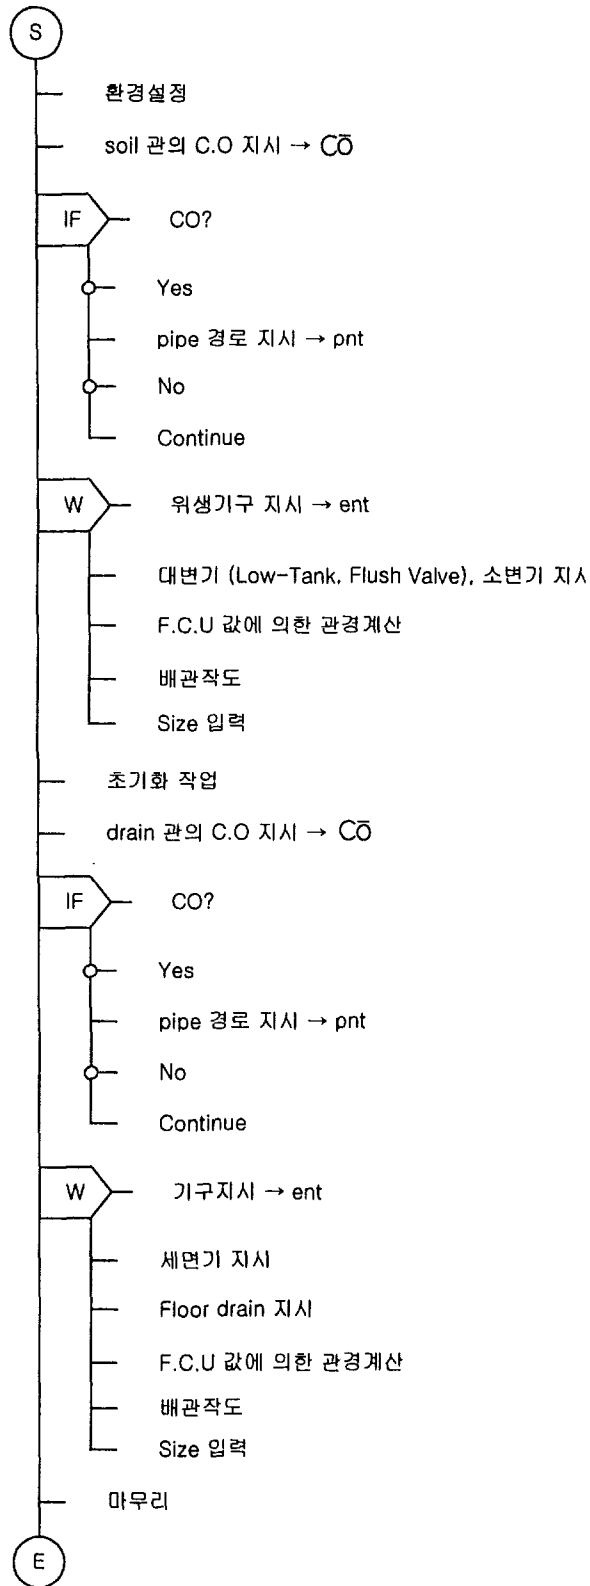 S
환경설정
soil 관의 C.O 지시 → CŌ
IF CO?
Yes
pipe 경로 지시 → pnt
No
Continue
W 위생기구 지시 → ent
대변기 (Low-Tank, Flush Valve), 소변기 지시
F.C.U 값에 의한 관경계산
배관작도
Size 입력
초기화 작업
drain 관의 C.O 지시 → CŌ
IF CO?
Yes
pipe 경로 지시 → pnt
No
Continue
W 기구지시 → ent
세면기 지시
Floor drain 지시
F.C.U 값에 의한 관경계산
배관작도
Size 입력
마무리
E